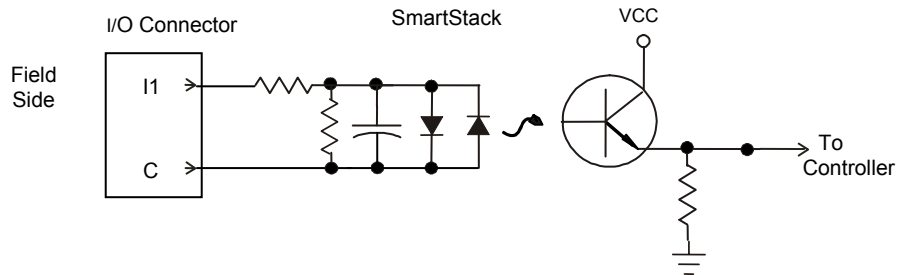 I/O Connector
SmartStack
VCC
Field
Side
I1
C
To
Controller